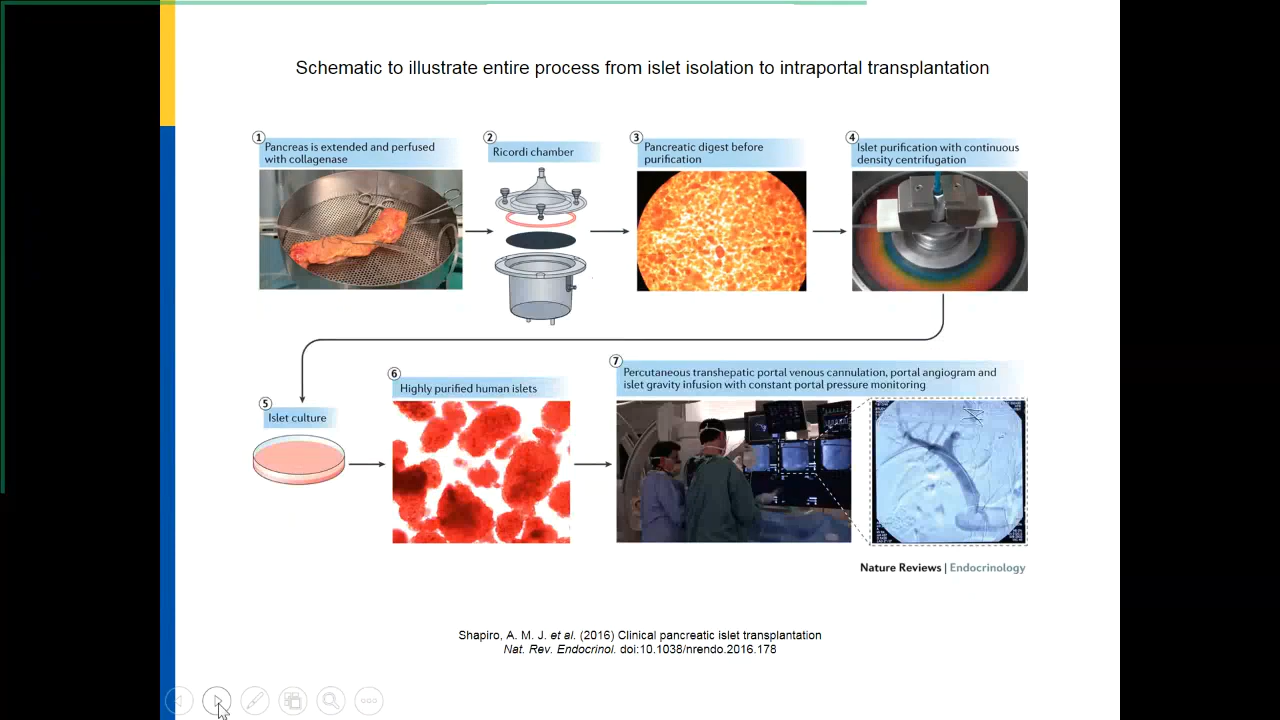 Schematic to illustrate entire process from islet isolation to intraportal transplantation
1
Pancreas is extended and perfused
with collagenase
2
Ricordi chamber
3
Pancreatic digest before
purification
4
Islet purification with continuous
density centrifugation
5
Islet culture
6
Highly purified human islets
7
Percutaneous transhepatic portal venous cannulation, portal angiogram and
islet gravity infusion with constant portal pressure monitoring
Nature Reviews | Endocrinology
Shapiro, A. M. J. et al. (2016) Clinical pancreatic islet transplantation
Nat. Rev. Endocrinol. doi:10.1038/nrendo.2016.178